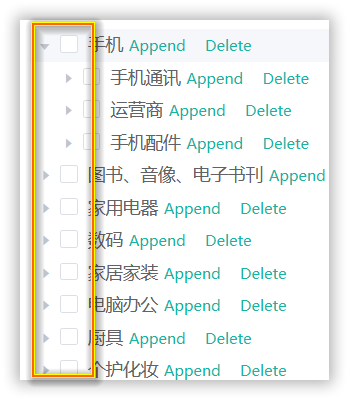 手机 Append Delete
手机通讯 Append Delete
运营商 Append Delete
手机配件 Append Delete
图书、音像、电子书刊 Append
家用电器 Append Delete
数码 Append Delete
家居家装 Append Delete
电脑办公 Append Delete
厨具 Append Delete
个护化妆 Append Delete